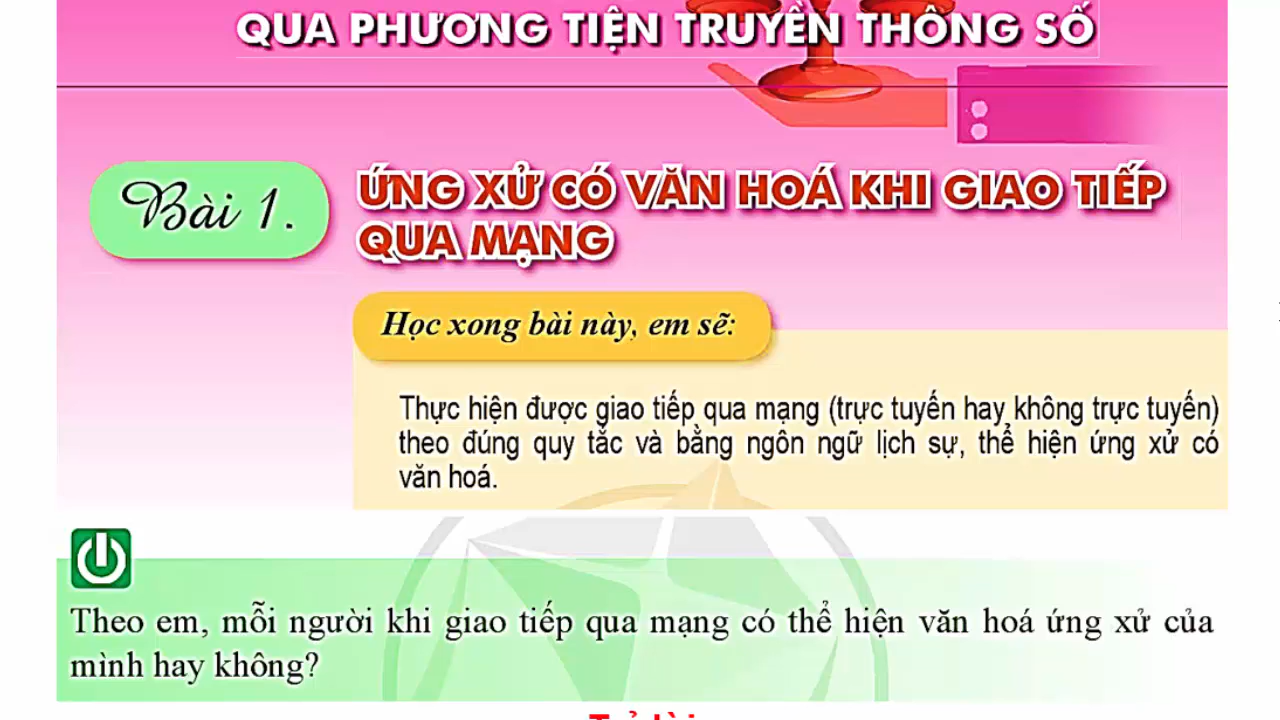 QUA PHƯƠNG TIỆN TRUYỀN THÔNG SỐ
Bài 1.
ỨNG XỬ CÓ VĂN HOÁ KHI GIAO TIẾP
QUA MẠNG
Học xong bài này, em sẽ:
Thực hiện được giao tiếp qua mạng (trực tuyến hay không trực tuyến)
theo đúng quy tắc và bằng ngôn ngữ lịch sự, thể hiện ứng xử có
văn hoá.
Theo em, mỗi người khi giao tiếp qua mạng có thể hiện văn hoá ứng xử của
mình hay không?